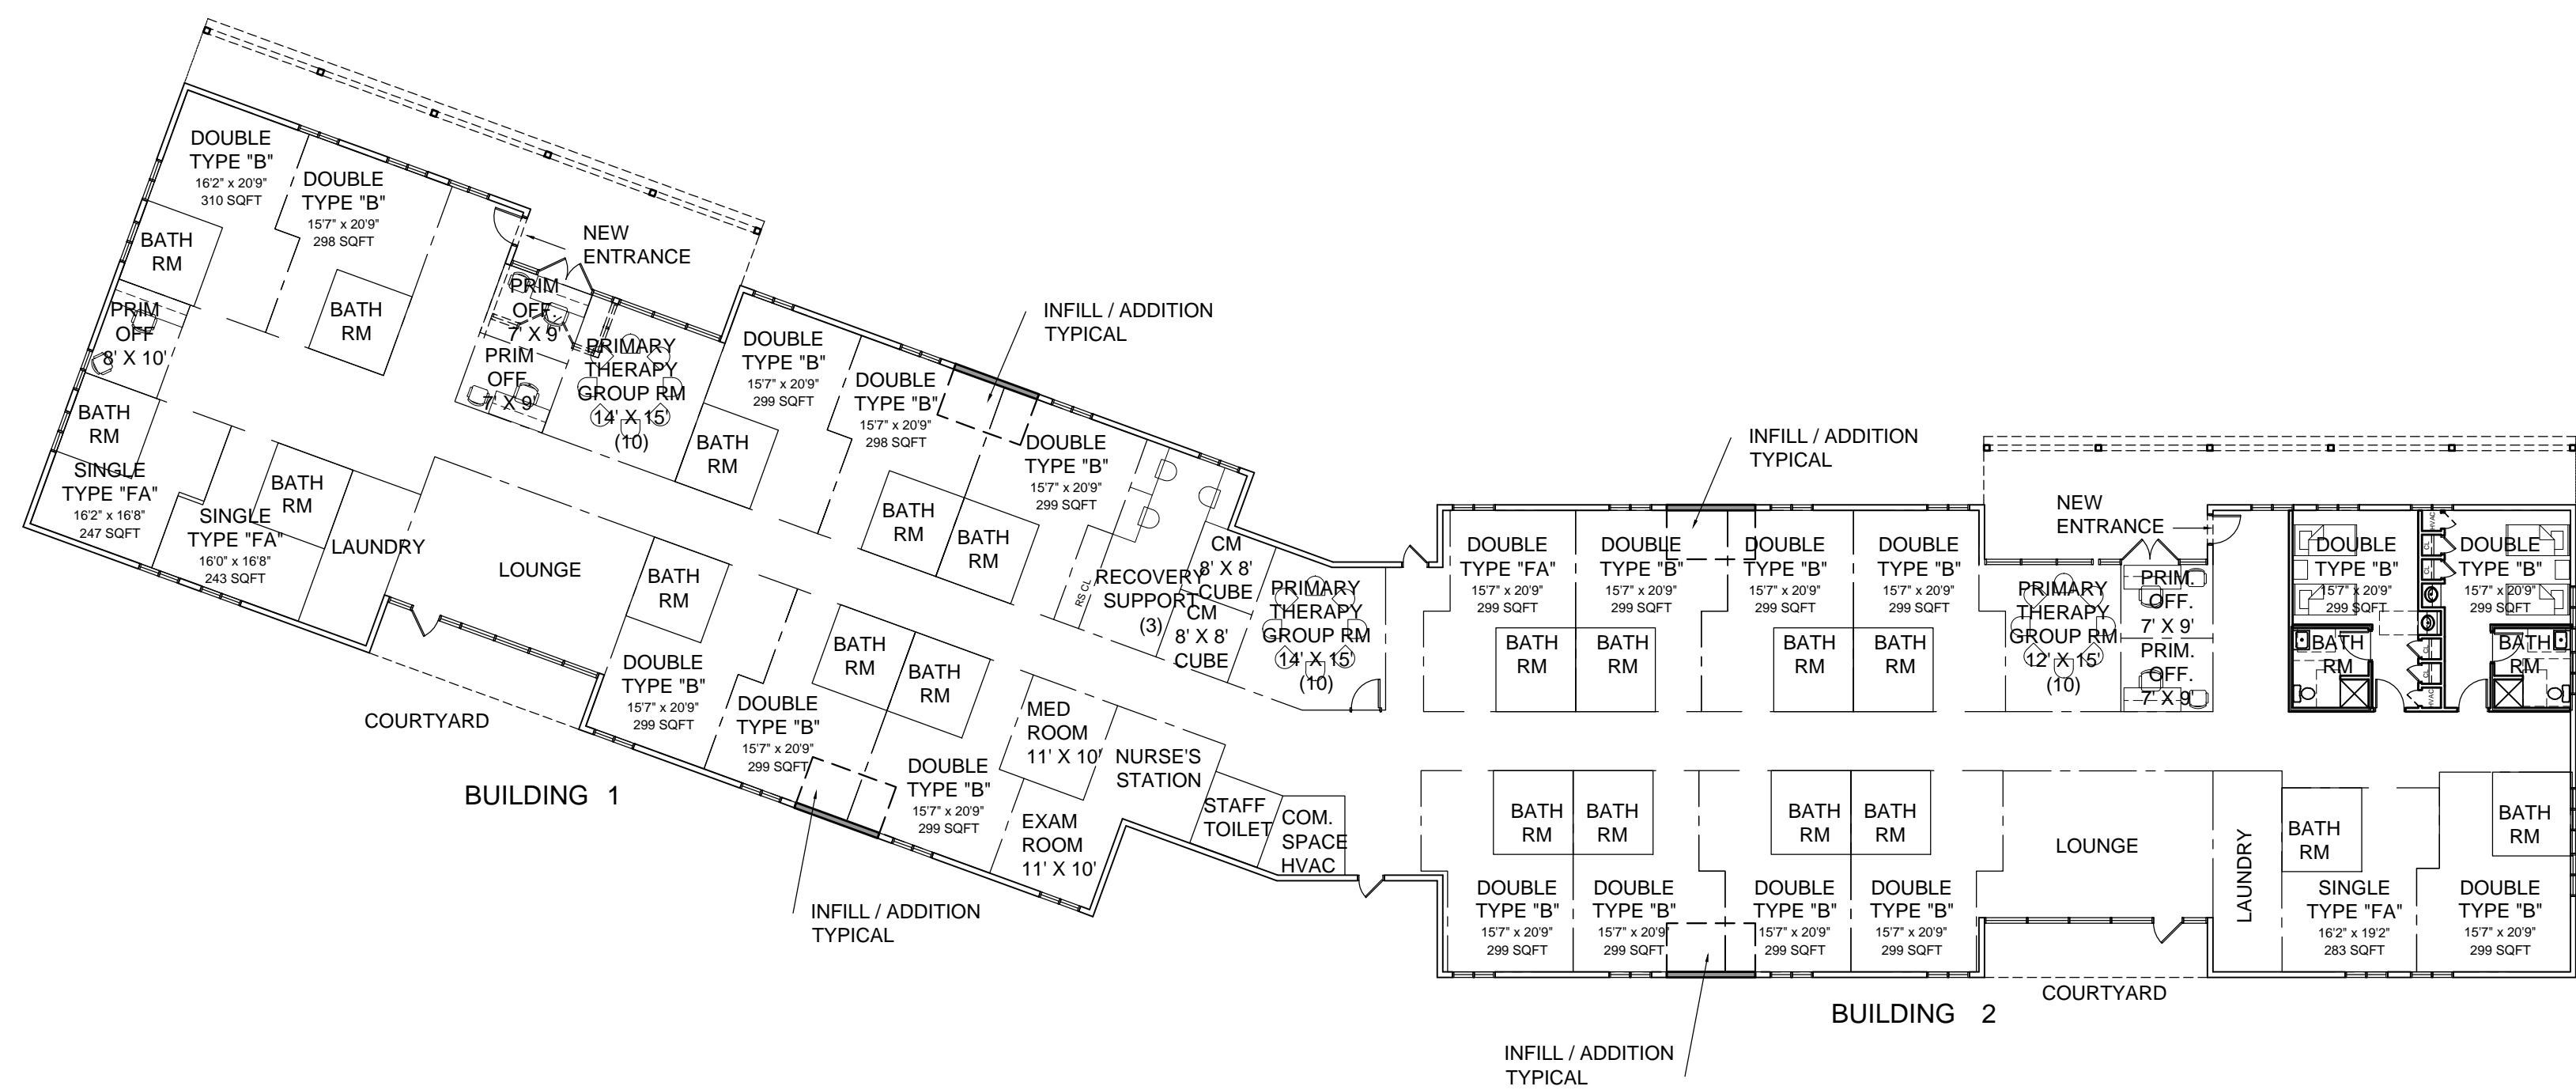 DOUBLE
TYPE "B"
16'2" x 20'9"
310 SQFT
DOUBLE
TYPE "B"
15'7" x 20'9"
298 SQFT
BATH
RM
BATH
RM
PRIM
OFF
8' X 10'
NEW
ENTRANCE
PRIM
OFF.
7' X 9'
PRIM
OFF.
7' X 9'
PRIMARY
THERAPY
GROUP RM
14' X 15'
(10)
BATH
RM
SINGLE
TYPE "FA"
16'2" x 16'8"
247 SQFT
BATH
RM
SINGLE
TYPE "FA"
16'0" x 16'8"
243 SQFT
LAUNDRY
LOUNGE
COURTYARD
BUILDING 1
DOUBLE
TYPE "B"
15'7" x 20'9"
299 SQFT
BATH
RM
DOUBLE
TYPE "B"
15'7" x 20'9"
298 SQFT
BATH
RM
INFILL / ADDITION
TYPICAL
DOUBLE
TYPE "B"
15'7" x 20'9"
299 SQFT
BATH
RM
RS CL
RECOVERY
SUPPORT
(3)
CM
8' X 8'
CUBE
CM
8' X 8'
CUBE
PRIMARY
THERAPY
GROUP RM
14' X 15'
(10)
BATH
RM
DOUBLE
TYPE "B"
15'7" x 20'9"
299 SQFT
BATH
RM
DOUBLE
TYPE "B"
15'7" x 20'9"
299 SQFT
BATH
RM
DOUBLE
TYPE "B"
15'7" x 20'9"
299 SQFT
INFILL / ADDITION
TYPICAL
MED
ROOM
11' X 10'
EXAM
ROOM
11' X 10'
NURSE'S
STATION
STAFF
TOILET
COM.
SPACE
HVAC
INFILL / ADDITION
TYPICAL
DOUBLE
TYPE "FA"
15'7" x 20'9"
299 SQFT
DOUBLE
TYPE "B"
15'7" x 20'9"
299 SQFT
DOUBLE
TYPE "B"
15'7" x 20'9"
299 SQFT
DOUBLE
TYPE "B"
15'7" x 20'9"
299 SQFT
BATH
RM
BATH
RM
BATH
RM
BATH
RM
NEW
ENTRANCE
PRIMARY
THERAPY
GROUP RM
12' X 15'
(10)
PRIM.
OFF.
7' X 9'
PRIM.
OFF.
7' X 9'
DOUBLE
TYPE "B"
15'7" x 20'9"
299 SQFT
HVAC
CL
CL
DOUBLE
TYPE "B"
15'7" x 20'9"
299 SQFT
BATH
RM
CL
CL
HVAC
BATH
RM
BATH
RM
BATH
RM
BATH
RM
BATH
RM
DOUBLE
TYPE "B"
15'7" x 20'9"
299 SQFT
DOUBLE
TYPE "B"
15'7" x 20'9"
299 SQFT
DOUBLE
TYPE "B"
15'7" x 20'9"
299 SQFT
DOUBLE
TYPE "B"
15'7" x 20'9"
299 SQFT
LOUNGE
LAUNDRY
BATH
RM
SINGLE
TYPE "FA"
16'2" x 19'2"
283 SQFT
BATH
RM
DOUBLE
TYPE "B"
15'7" x 20'9"
299 SQFT
COURTYARD
BUILDING 2
INFILL / ADDITION
TYPICAL